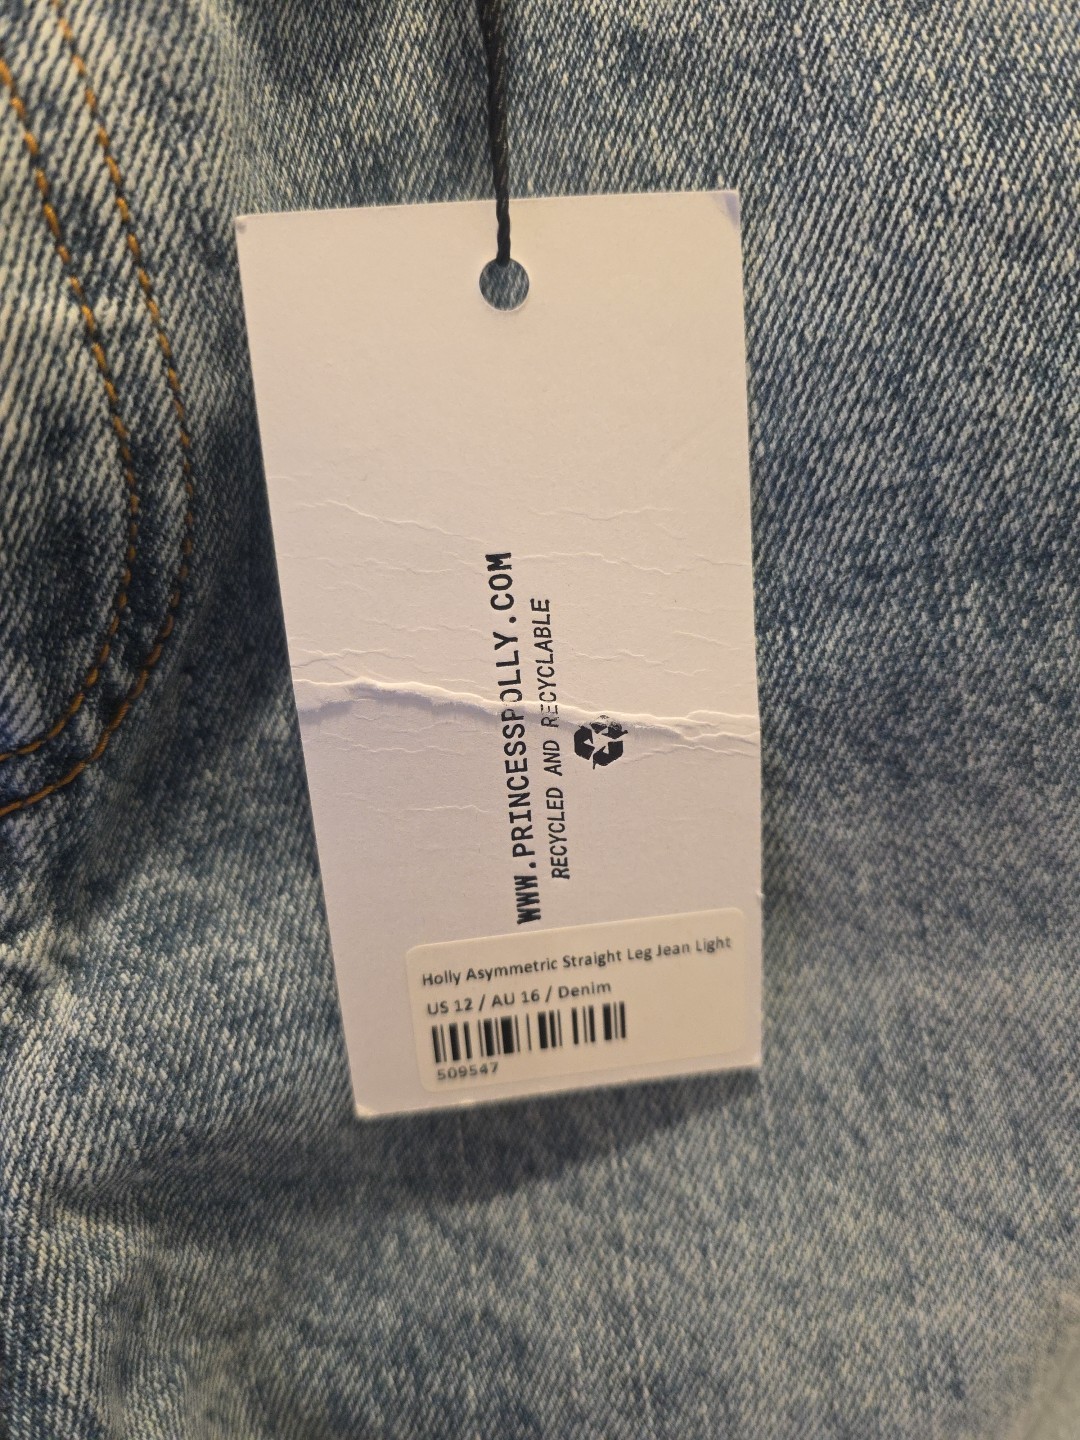 WWW.PRINCESSPOLLY.COM
RECYCLED AND RECYCLABLE
Holly Asymmetric Straight Leg Jean Light
US 12 / AU 16 / Denim
509547